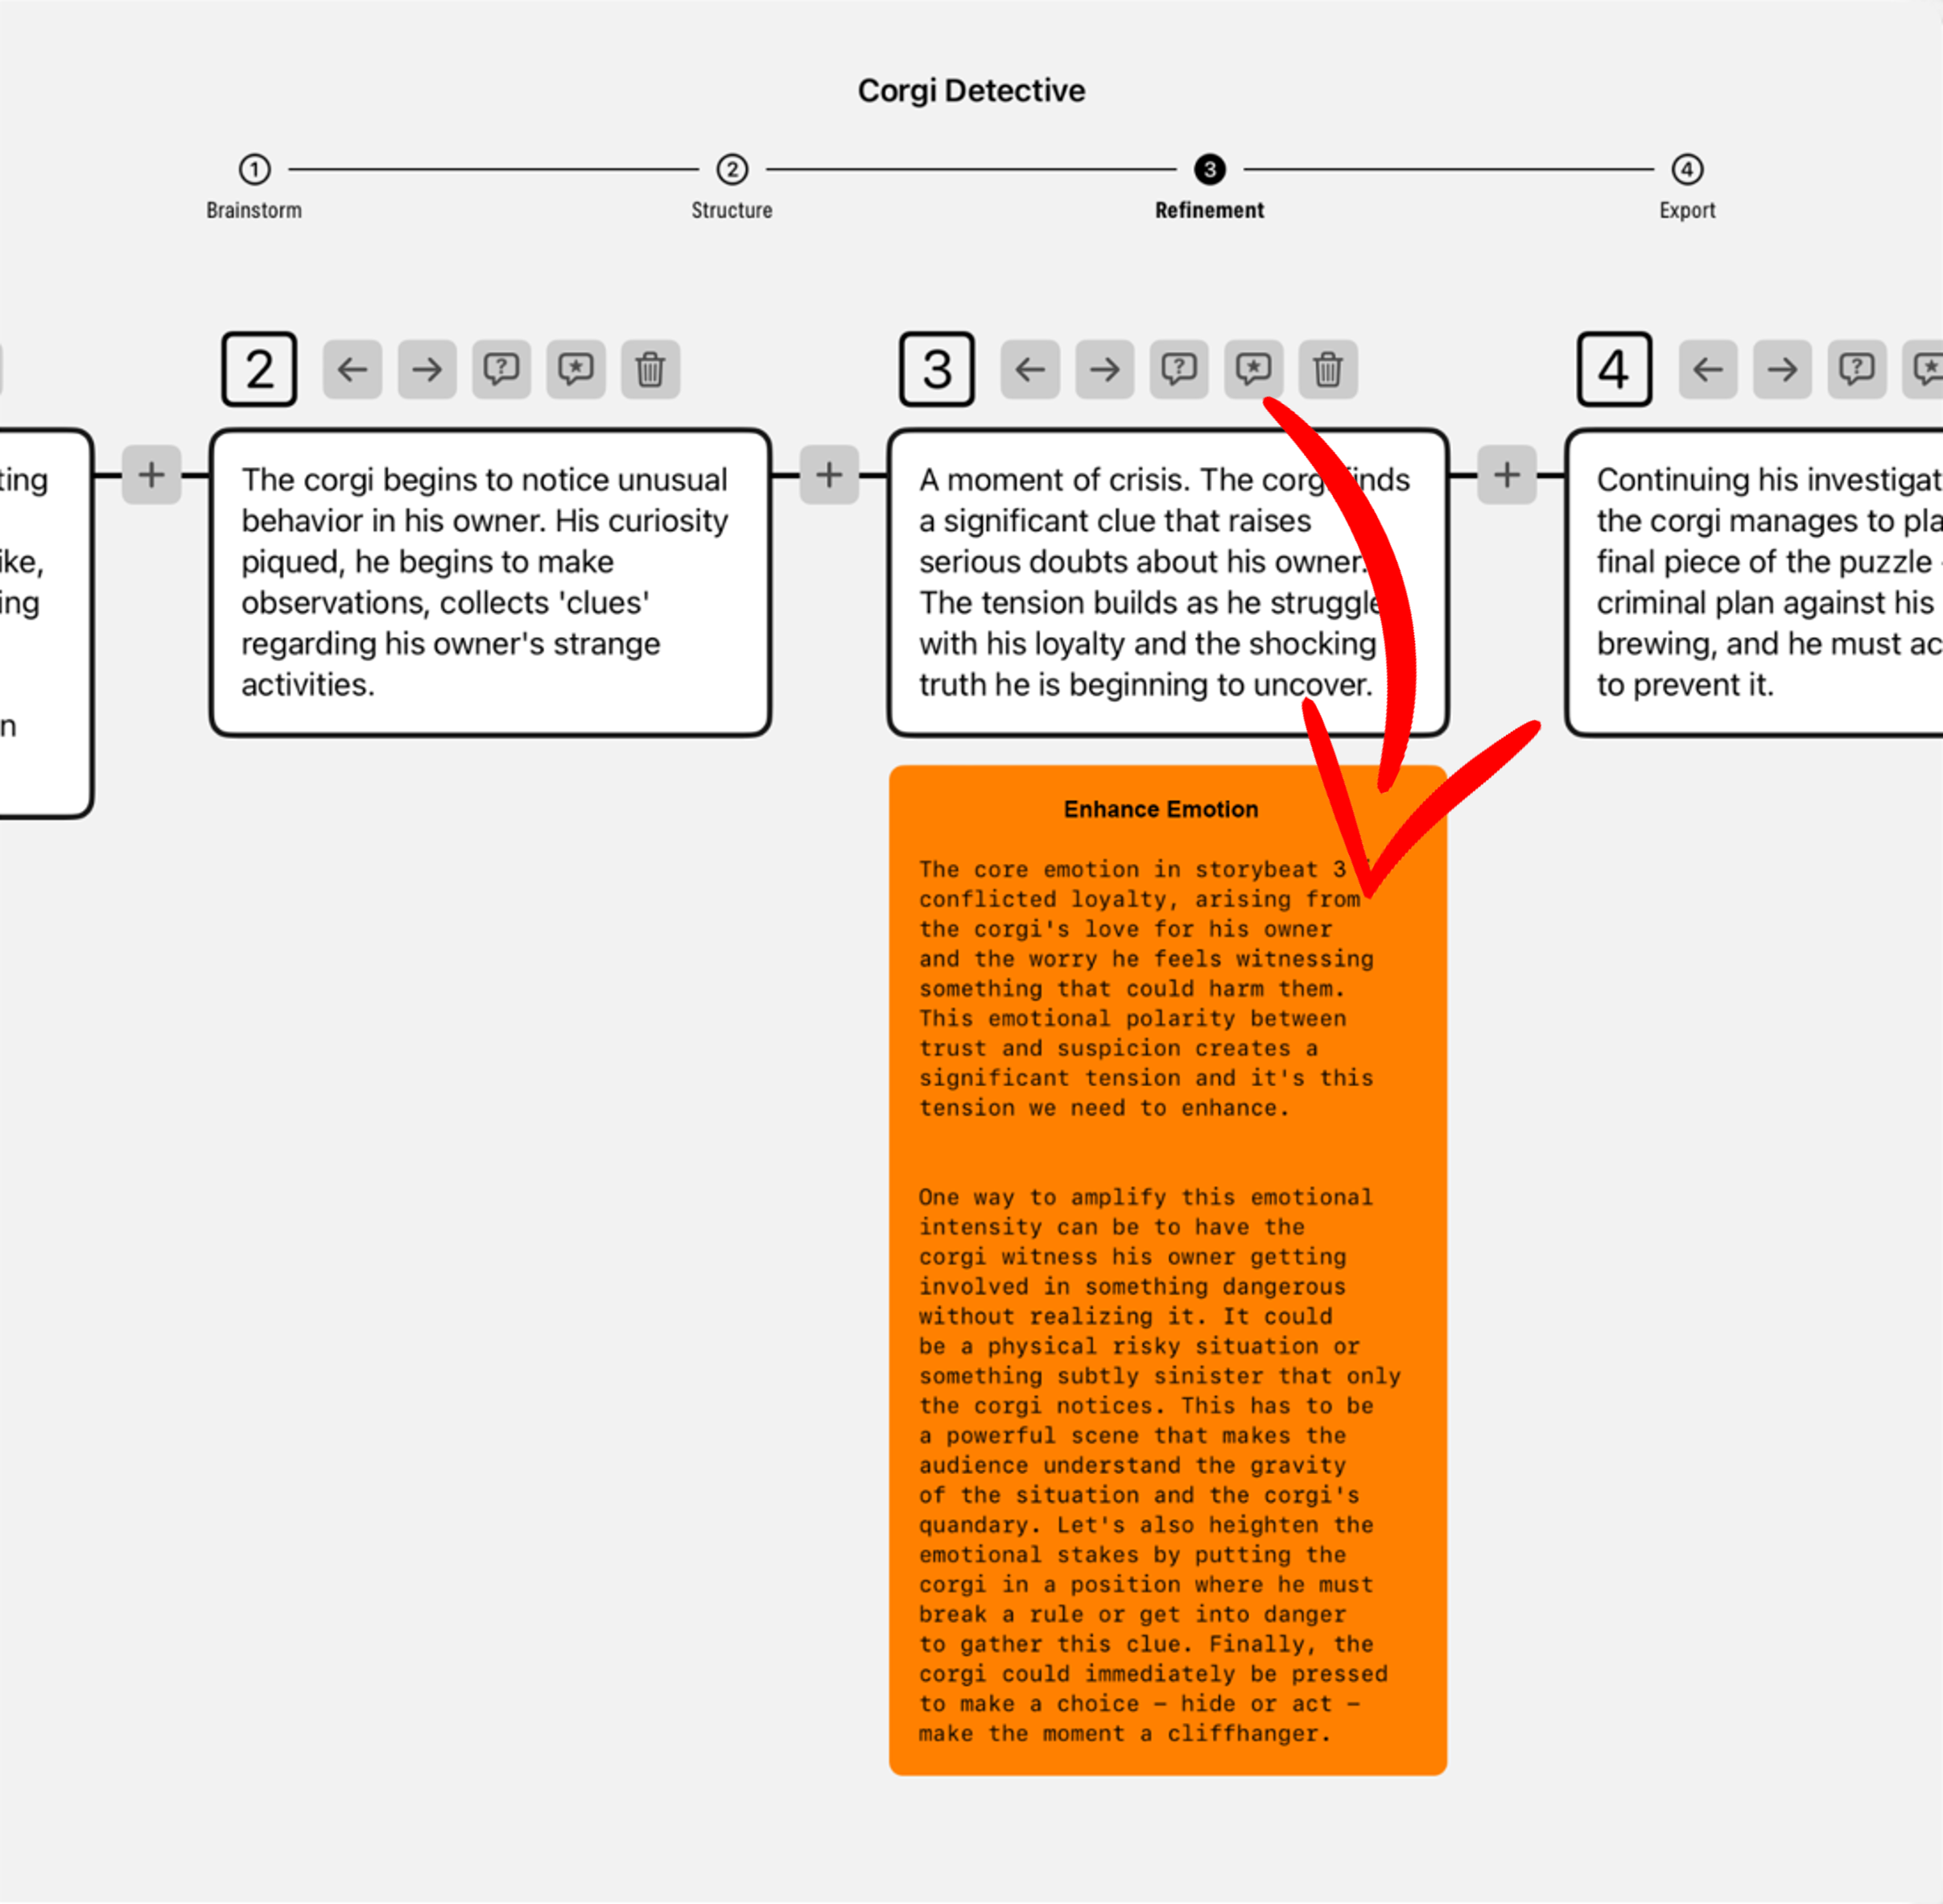 Corgi Detective
1
2
3
4
Brainstorm
Structure
Refinement
Export
ting
ike,
ing
n
2
The corgi begins to notice unusual
behavior in his owner. His curiosity
piqued, he begins to make
observations, collects 'clues'
regarding his owner's strange
activities.
3
A moment of crisis. The corgi finds
a significant clue that raises
serious doubts about his owner.
The tension builds as he struggle
with his loyalty and the shocking
truth he is beginning to uncover.
4
Continuing his investigat
the corgi manages to pla
final piece of the puzzle
criminal plan against his
brewing, and he must ac
to prevent it.
Enhance Emotion
The core emotion in storybeat 3
conflicted loyalty, arising from
the corgi's love for his owner
and the worry he feels witnessing
something that could harm them.
This emotional polarity between
trust and suspicion creates a
significant tension and it's this
tension we need to enhance.
One way to amplify this emotional
intensity can be to have the
corgi witness his owner getting
involved in something dangerous
without realizing it. It could
be a physical risky situation or
something subtly sinister that only
the corgi notices. This has to be
a powerful scene that makes the
audience understand the gravity
of the situation and the corgi's
quandary. Let's also heighten the
emotional stakes by putting the
corgi in a position where he must
break a rule or get into danger
to gather this clue. Finally, the
corgi could immediately be pressed
to make a choice – hide or act –
make the moment a cliffhanger.